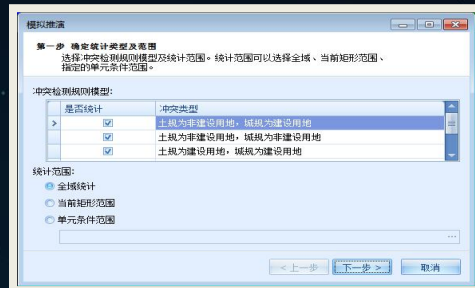 模拟推演
第一步 确定统计类型及范围
选择冲突检测规则模型及统计范围。统计范围可以选择全域、当前矩形范围、
指定的单元条件范围。
冲突检测规则模型:
是否统计 冲突类型
土规为非建设用地，城规为建设用地
土规为建设用地，城规为非建设用地
土规为建设用地，城规为建设用地
统计范围:
全域统计
当前矩形范围
单元条件范围
...
<上一步 下一步 > 取消